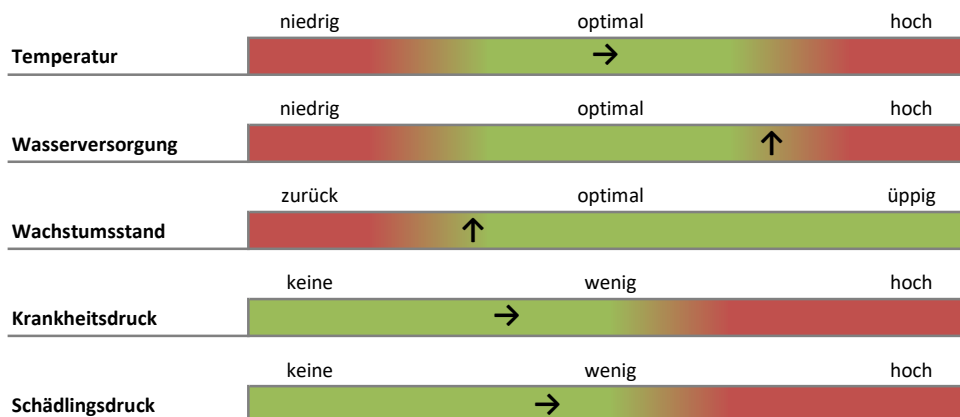 niedrig optimal hoch
Temperatur →
niedrig optimal hoch
Wasserversorgung ↑
zurück optimal üppig
Wachstumsstand ↑
keine wenig hoch
Krankheitsdruck →
keine wenig hoch
Schädlingsdruck →